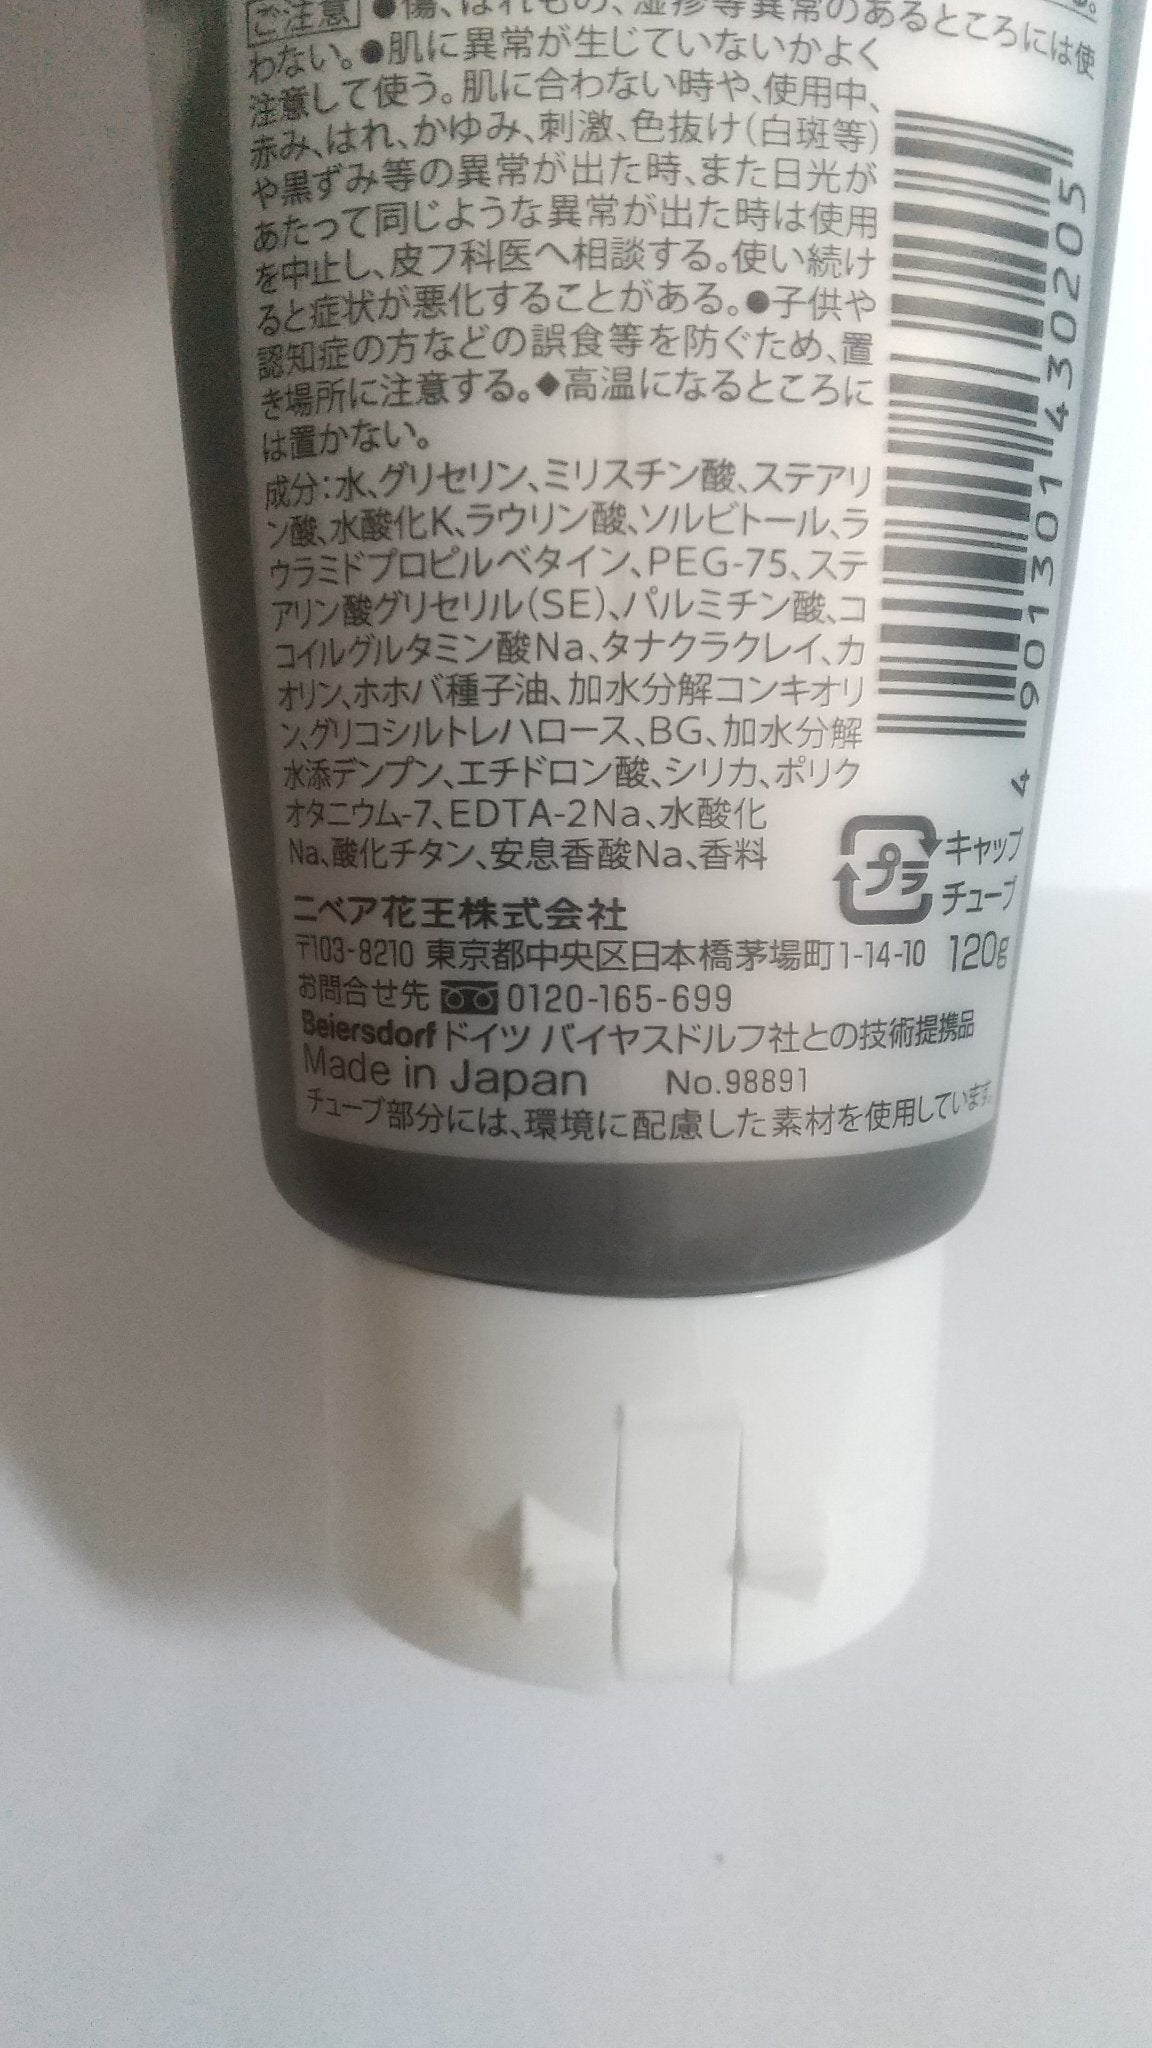 ご注意 ●傷、はれもの、湿疹等異常のあるところには使
わない。●肌に異常が生じていないかよく
注意して使う。肌に合わない時や、使用中、
赤み、はれ、かゆみ、刺激、色抜け(白斑等)
や黒ずみ等の異常が出た時、また日光が
あたって同じような異常が出た時は使用
を中止し、皮フ科医へ相談する。使い続け
ると症状が悪化することがある。●子供や
認知症の方などの誤食等を防ぐため、置
き場所に注意する。◆高温になるところに
は置かない。
成分:水、グリセリン、ミリスチン酸、ステアリ
ン酸、水酸化K、ラウリン酸、ソルビトール、ラ
ウラミドプロピルベタイン、PEG-75、ステ
アリン酸グリセリル(SE)、パルミチン酸、コ
コイルグルタミン酸Na、タナクラクレイ、カ
オリン、ホホバ種子油、加水分解コンキオリ
ン、グリコシルトレハロース、BG、加水分解
水添デンプン、エチドロン酸、シリカ、ポリク
オタニウム-7、EDTA-2Na、水酸化
Na、酸化チタン、安息香酸Na、香料
4 901301 430205
プラ キャップ
チューブ
ニベア花王株式会社
〒103-8210 東京都中央区日本橋茅場町1-14-10 120g
お問合せ先 0120-165-699
Beiersdorf ドイツ バイヤスドルフ社との技術提携品
Made in Japan No.98891
チューブ部分には、環境に配慮した素材を使用しています。